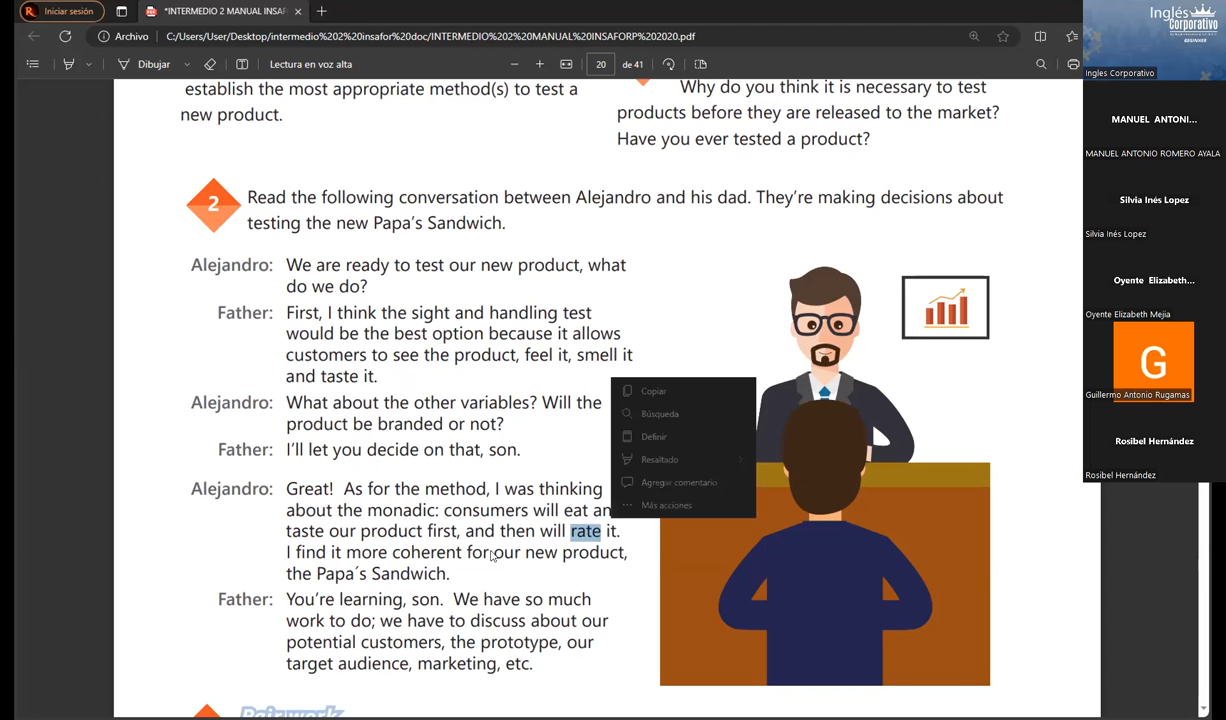 Iniciar sesión
*INTERMEDIO 2 MANUAL INSAF
Archivo
C:/Users/User/Desktop/intermedio%202%20insafor%20doc/INTERMEDIO%202%20MANUAL%20INSAFORP%202020.pdf
Dibujar
Lectura en voz alta
20 de 41
establish the most appropriate method(s) to test a
new product.
Why do you think it is necessary to test
products before they are released to the market?
Have you ever tested a product?
2
Read the following conversation between Alejandro and his dad. They're making decisions about
testing the new Papa's Sandwich.
Alejandro: We are ready to test our new product, what
do we do?
Father: First, I think the sight and handling test
would be the best option because it allows
customers to see the product, feel it, smell it
and taste it.
Alejandro: What about the other variables? Will the
product be branded or not?
Father: I'll let you decide on that, son.
Alejandro: Great! As for the method, I was thinking
about the monadic: consumers will eat an
taste our product first, and then will rate it.
I find it more coherent for our new product,
the Papa´s Sandwich.
Father: You're learning, son. We have so much
work to do; we have to discuss about our
potential customers, the prototype, our
target audience, marketing, etc.
Pair work
Copiar
Búsqueda
Definir
Resaltado
Agregar comentario
Más acciones
Inglés
Corporativo
BEGINNER
Ingles Corporativo
MANUEL ANTONI...
MANUEL ANTONIO ROMERO AYALA
Silvia Inés Lopez
Silvia Inés Lopez
Oyente Elizabeth...
Oyente Elizabeth Mejia
G
Guillermo Antonio Rugamas
Rosibel Hernández
Rosibel Hernández